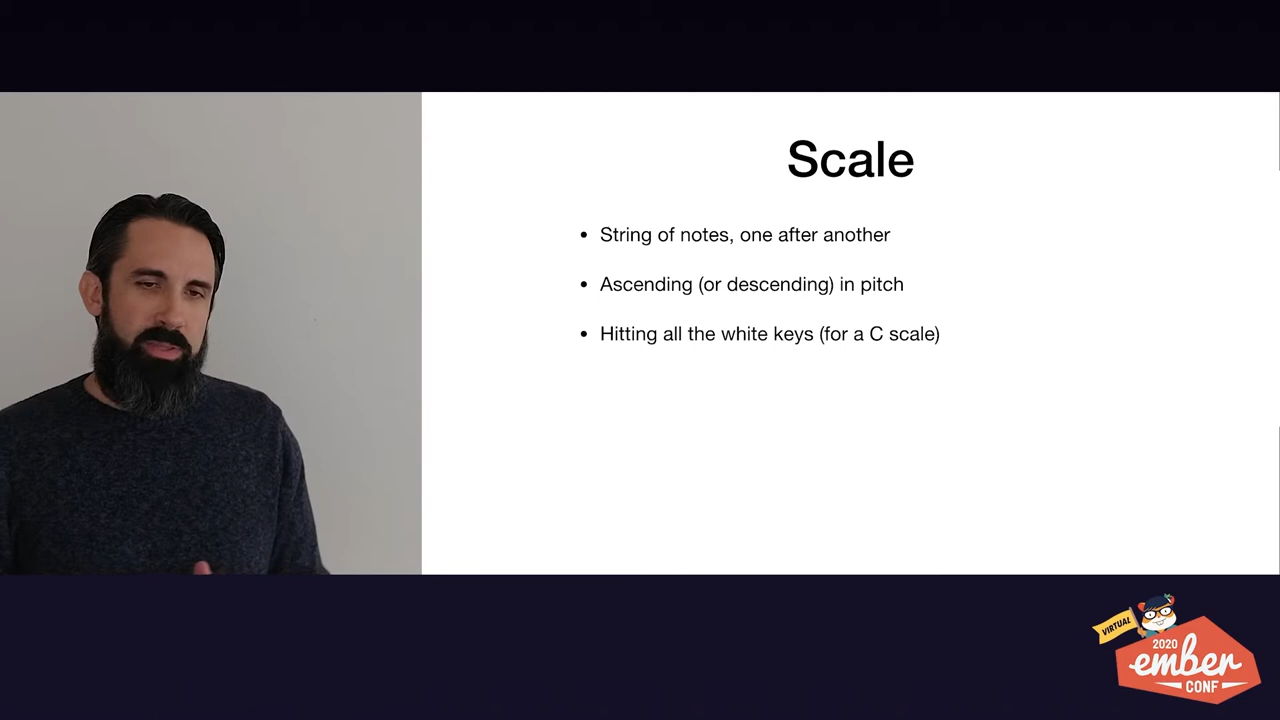 Scale
• String of notes, one after another
• Ascending (or descending) in pitch
• Hitting all the white keys (for a C scale)
VIRTUAL
2020
ember
CONF